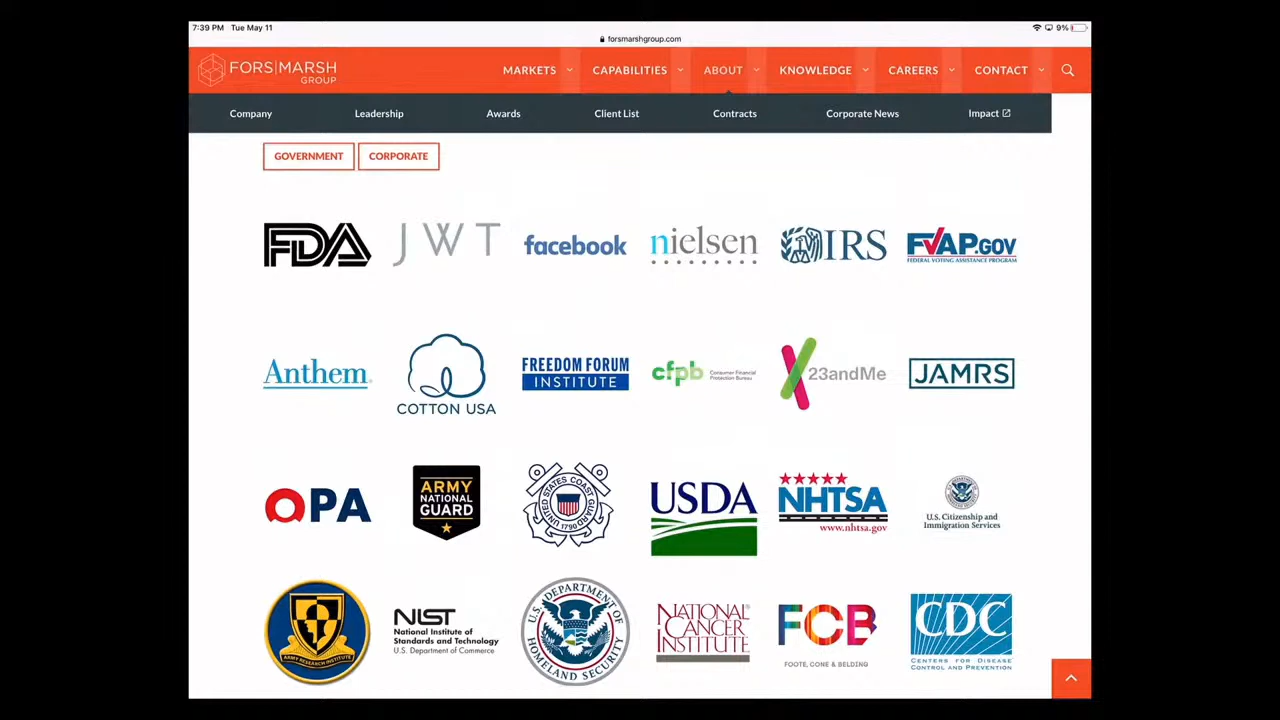 7:39 PM Tue May 11
9%
forsmarshgroup.com
FORS|MARSH
GROUP
MARKETS
CAPABILITIES
ABOUT
KNOWLEDGE
CAREERS
CONTACT
Company
Leadership
Awards
Client List
Contracts
Corporate News
Impact
GOVERNMENT
CORPORATE
FDA
JWT
facebook
nielsen
IRS
FVAP.GOV
FEDERAL VOTING ASSISTANCE PROGRAM
Anthem
COTTON USA
FREEDOM FORUM
INSTITUTE
cfpb
Consumer Financial
Protection Bureau
23andMe
JAMRS
OPA
ARMY
NATIONAL
GUARD
UNITED STATES COAST GUARD
1790
USDA
NHTSA
www.nhtsa.gov
U.S. Citizenship and
Immigration Services
ARMY RESEARCH INSTITUTE
NIST
National Institute of
Standards and Technology
U.S. Department of Commerce
U.S. DEPARTMENT OF
HOMELAND SECURITY
NATIONAL
CANCER
INSTITUTE
FCB
FOOTE, CONE & BELDING
CDC
CENTERS FOR DISEASE
CONTROL AND PREVENTION